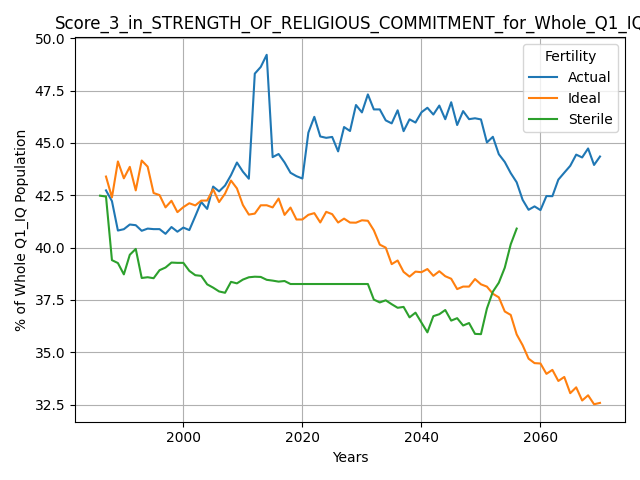 Score_3_in_STRENGTH_OF_RELIGIOUS_COMMITMENT_for_Whole_Q1_IQ
% of Whole Q1_IQ Population
50.0
47.5
45.0
42.5
40.0
37.5
35.0
32.5
Fertility
Actual
Ideal
Sterile
2000
2020
2040
2060
Years